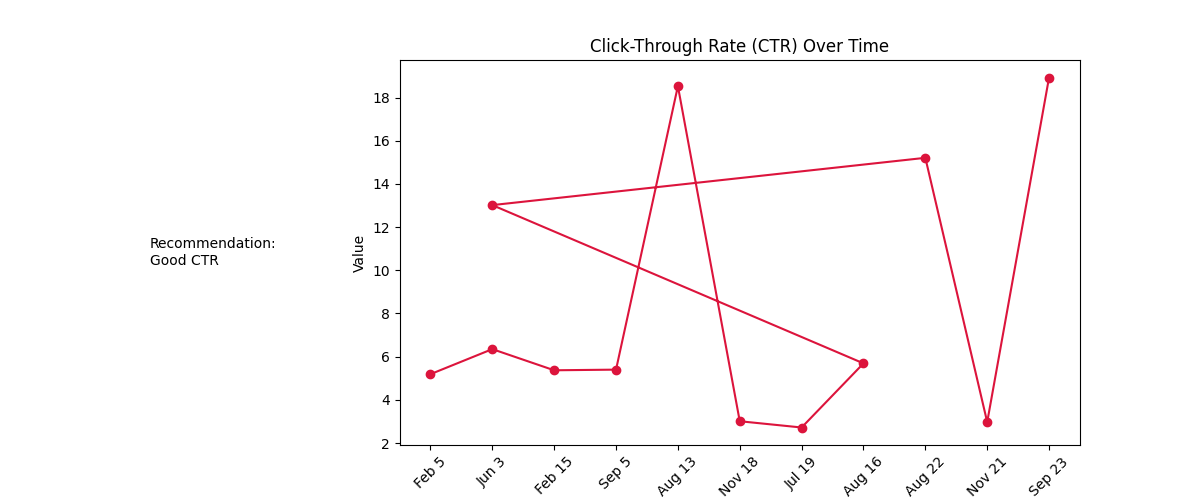 Click-Through Rate (CTR) Over Time
Recommendation:
Good CTR
Value
18
16
14
12
10
8
6
4
2
Feb 5
Jun 3
Feb 15
Sep 5
Aug 13
Nov 18
Jul 19
Aug 16
Aug 22
Nov 21
Sep 23